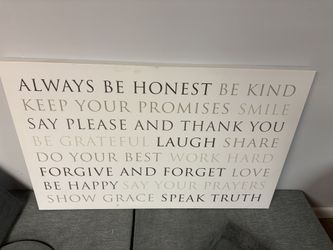 ALWAYS BE HONEST BE KIND
KEEP YOUR PROMISES SMILE
SAY PLEASE AND THANK YOU
BE GRATEFUL LAUGH SHARE
DO YOUR BEST WORK HARD
FORGIVE AND FORGET LOVE
BE HAPPY SAY YOUR PRAYERS
SHOW GRACE SPEAK TRUTH